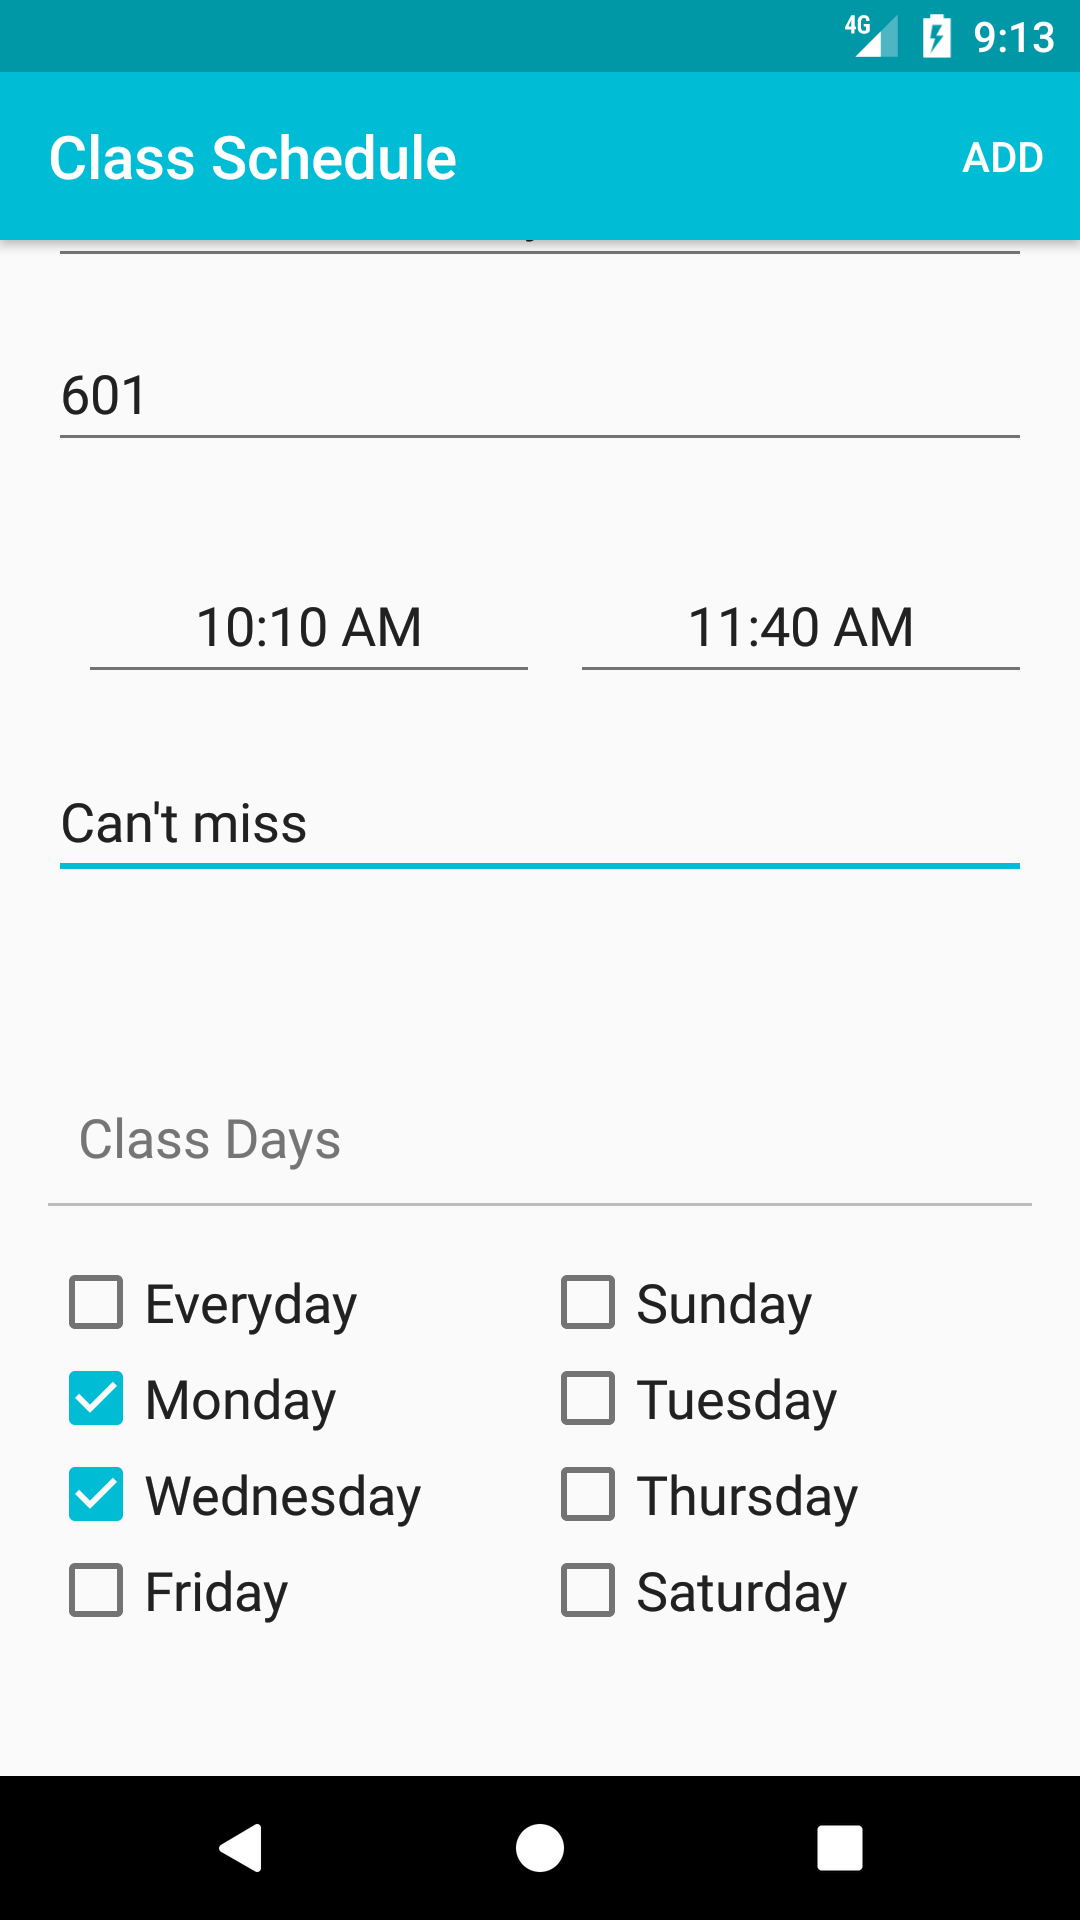 4G 9:13
Class Schedule ADD
601
10:10 AM 11:40 AM
Can't miss
Class Days
Everyday Sunday
Monday Tuesday
Wednesday Thursday
Friday Saturday